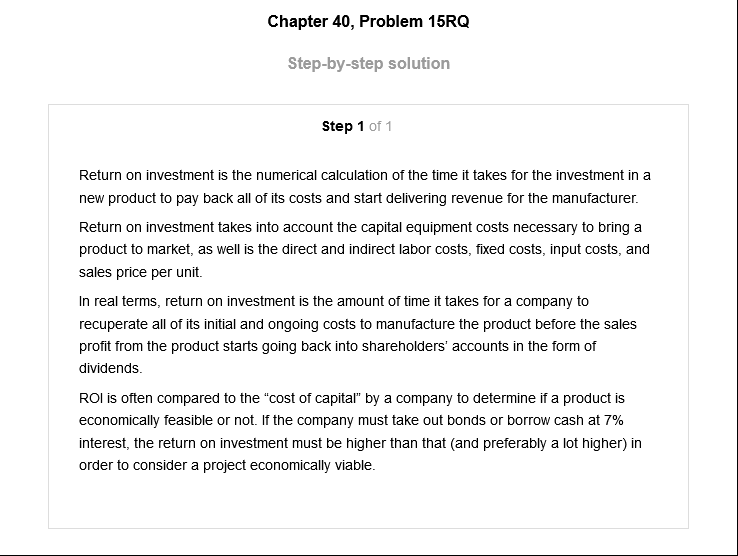 Chapter 40, Problem 15RQ
Step-by-step solution
Step 1 of 1
Return on investment is the numerical calculation of the time it takes for the investment in a
new product to pay back all of its costs and start delivering revenue for the manufacturer.
Return on investment takes into account the capital equipment costs necessary to bring a
product to market, as well is the direct and indirect labor costs, fixed costs, input costs, and
sales price per unit.
In real terms, return on investment is the amount of time it takes for a company to
recuperate all of its initial and ongoing costs to manufacture the product before the sales
profit from the product starts going back into shareholders’ accounts in the form of
dividends.
ROI is often compared to the “cost of capital” by a company to determine if a product is
economically feasible or not. If the company must take out bonds or borrow cash at 7%
interest, the return on investment must be higher than that (and preferably a lot higher) in
order to consider a project economically viable.